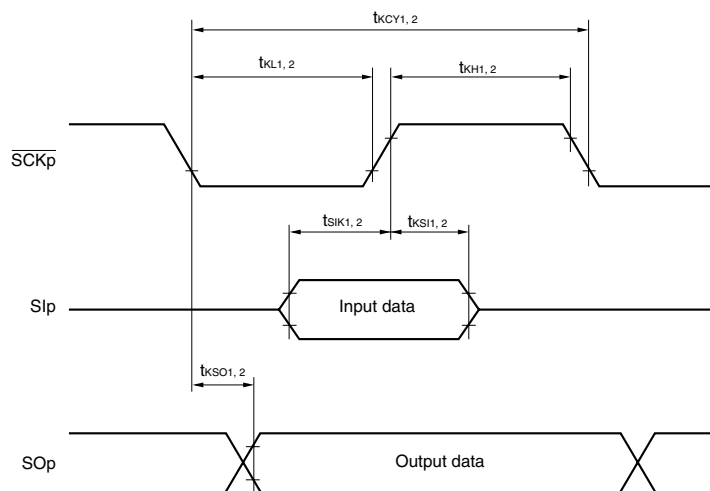 tKCY1, 2
tKL1, 2
tKH1, 2
SCKp
tSIK1, 2
tKSI1, 2
SIp
Input data
tKSO1, 2
SOp
Output data